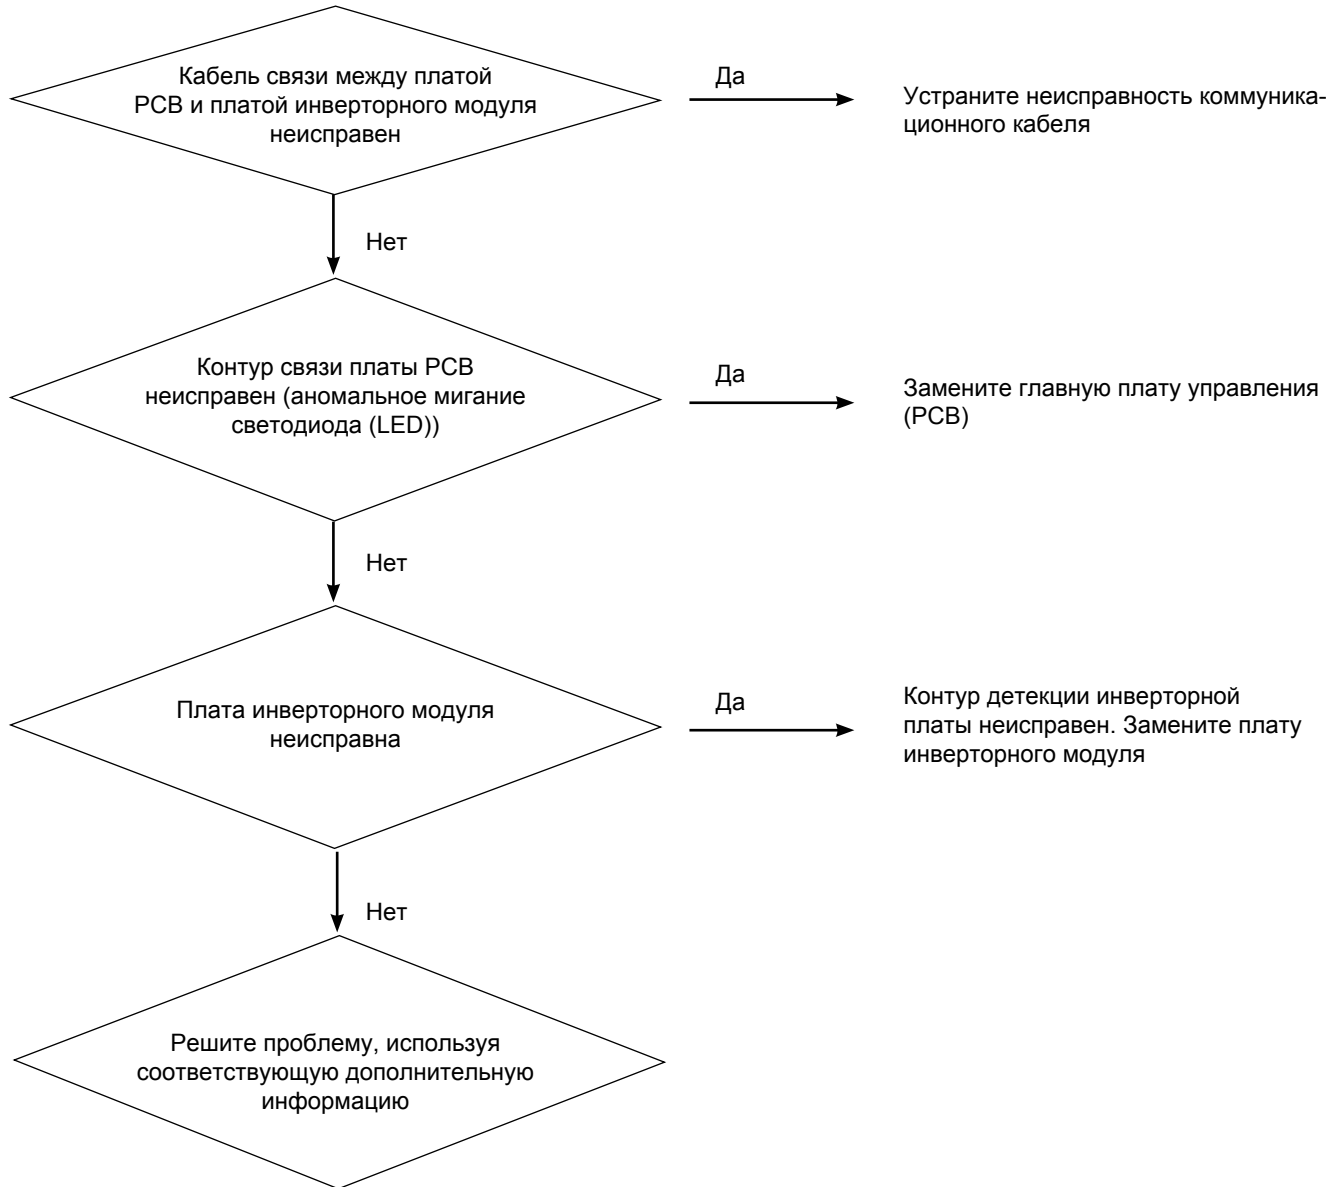 Кабель связи между платой
PCB и платой инверторного модуля
неисправен
Да
Устраните неисправность коммуника-
ционного кабеля
Нет
Контур связи платы PCB
неисправен (аномальное мигание
светодиода (LED))
Да
Замените главную плату управления
(PCB)
Нет
Плата инверторного модуля
неисправна
Да
Контур детекции инверторной
платы неисправен. Замените плату
инверторного модуля
Нет
Решите проблему, используя
соответствующую дополнительную
информацию